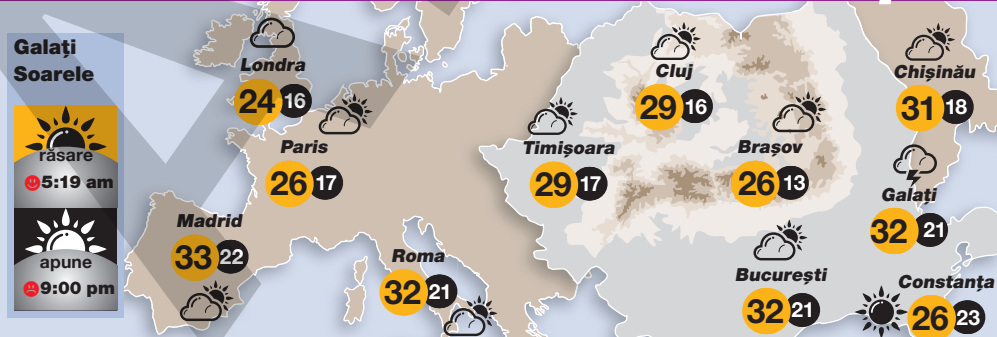 Galați
Soarele
răsare
5:19 am
apune
9:00 pm
Londra
24 16
Paris
26 17
Madrid
33 22
Roma
32 21
Timișoara
29 17
Cluj
29 16
Brașov
26 13
București
32 21
Chișinău
31 18
Galați
32 21
Constanța
26 23